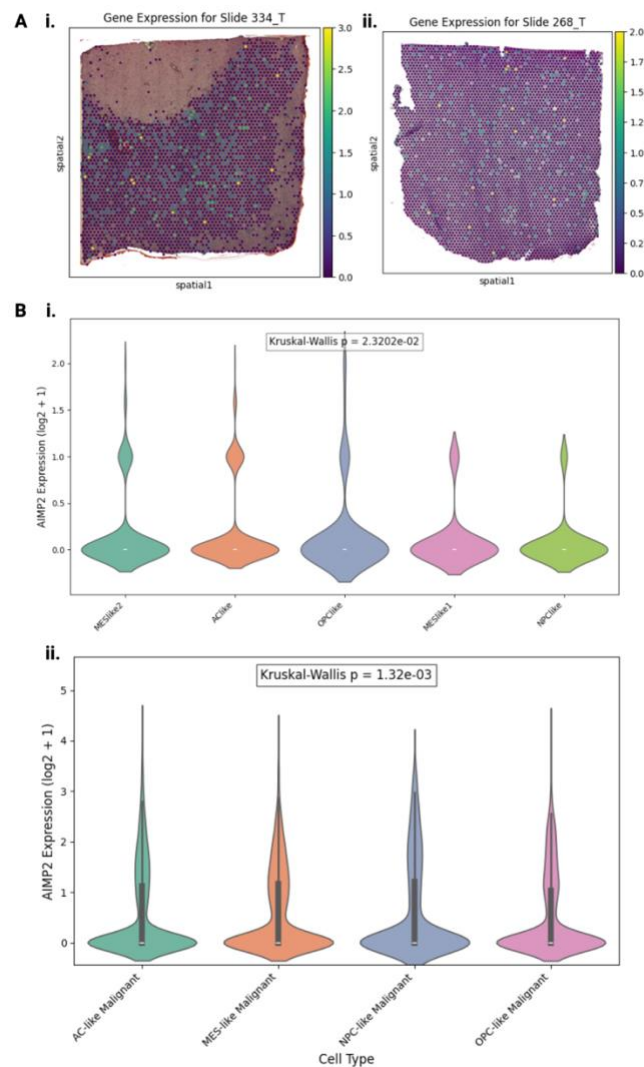 A i. ii.
Gene Expression for Slide 334_T
Gene Expression for Slide 268_T
spatial2
3.0
2.5
2.0
1.5
1.0
0.5
0.0
spatial1
spatial2
2.0
1.7
1.5
1.2
1.0
0.7
0.5
0.2
0.0
spatial1
B i.
Kruskal-Wallis p = 2.3202e-02
AIMP2 Expression (log2 + 1)
2.0
1.5
1.0
0.5
0.0
MESlike2
AClike
OPClike
MESlike1
NPClike
ii.
Kruskal-Wallis p = 1.32e-03
AIMP2 Expression (log2 + 1)
5
4
3
2
1
0
AC-like Malignant
MES-like Malignant
NPC-like Malignant
OPC-like Malignant
Cell Type